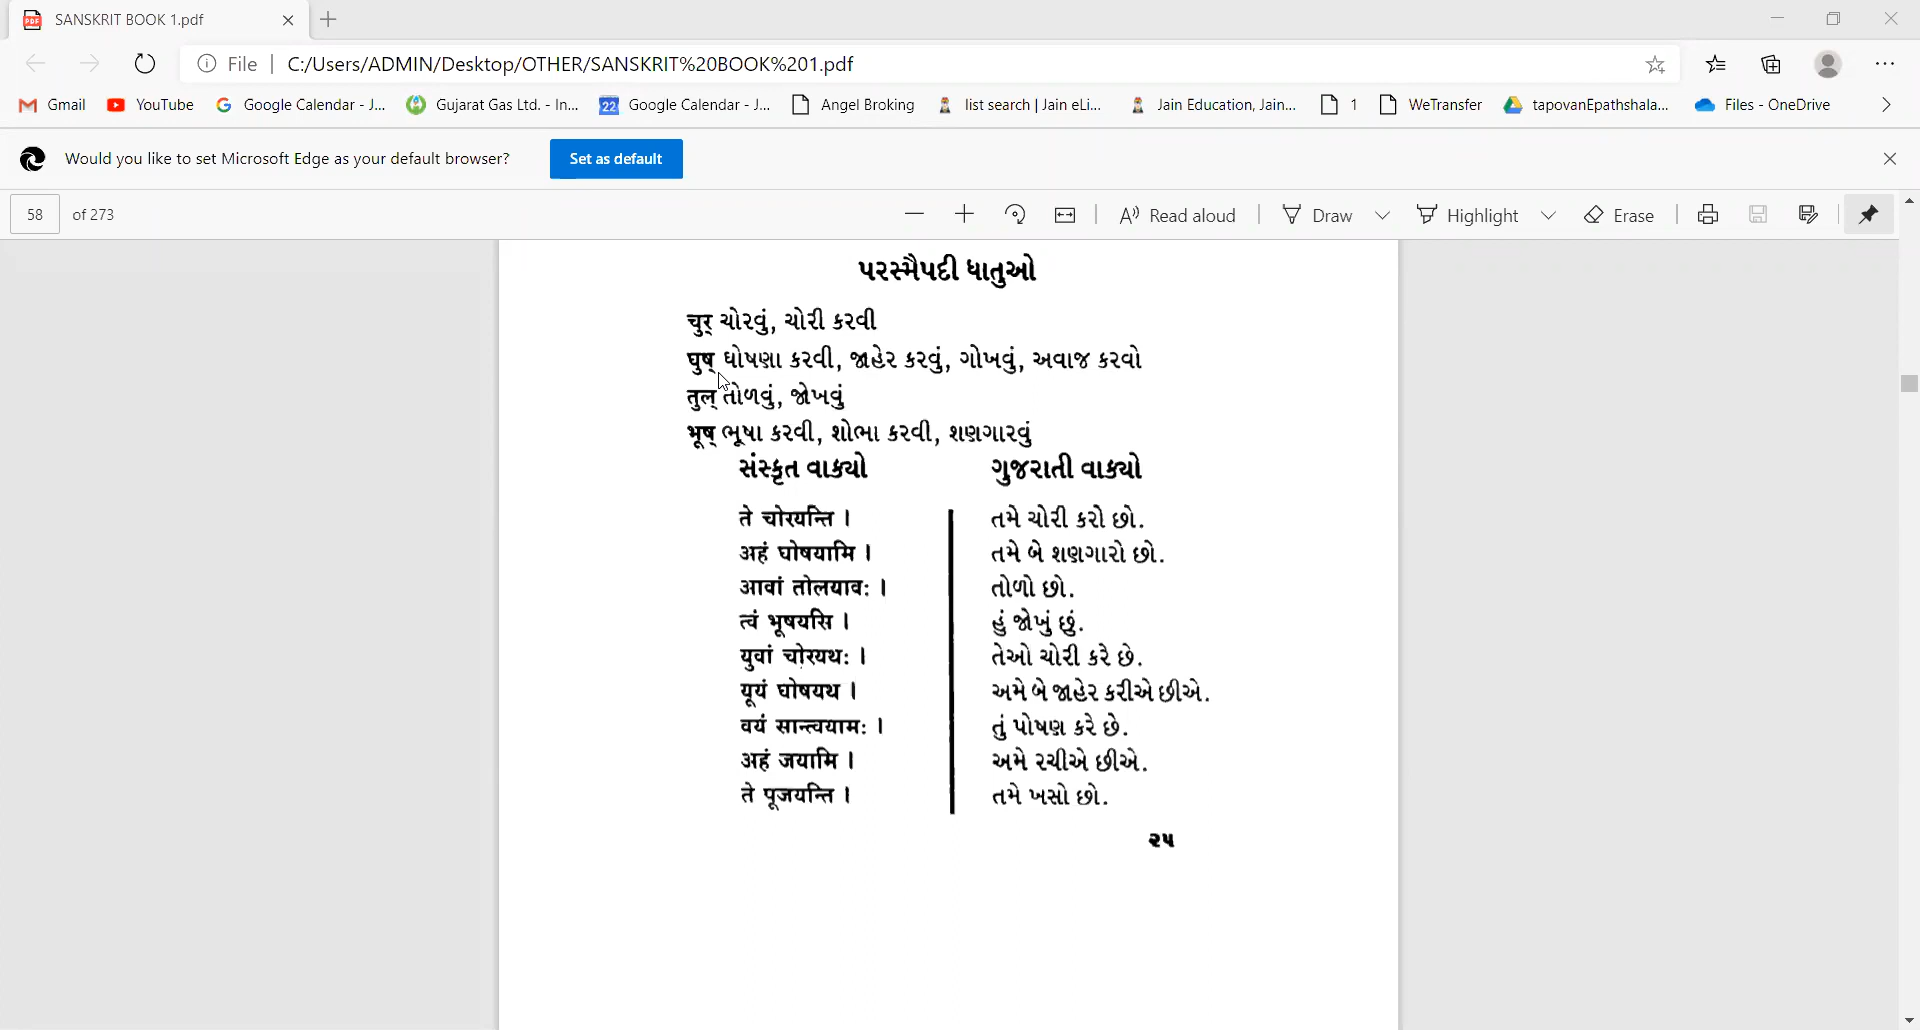 SANSKRIT BOOK 1.pdf
File C:/Users/ADMIN/Desktop/OTHER/SANSKRIT%20BOOK%201.pdf
Gmail YouTube Google Calendar - J... Gujarat Gas Ltd. - In... 22 Google Calendar - J... Angel Broking list search | Jain eLi... Jain Education, Jain... 1 WeTransfer tapovanEpathshala... Files - OneDrive
Would you like to set Microsoft Edge as your default browser? Set as default
58 of 273 Read aloud Draw Highlight Erase
પરસ્મૈપદી ધાતુઓ
चुर् ચોરવું, ચોરી કરવી
घुष् ઘોષણા કરવી, જાહેર કરવું, ગોખવું, અવાજ કરવો
तुल् તોળવું, જોખવું
भूष् ભૂષા કરવી, શોભા કરવી, શણગારવું
સંસ્કૃત વાક્યો
ते चोरयन्ति ।
अहं घोषयामि ।
आवां तोलयावः ।
त्वं भूषयसि ।
युवां चोरयथः ।
यूयं घोषयथ ।
वयं सान्त्वयामः ।
अहं जयामि ।
ते पूजयन्ति ।
ગુજરાતી વાક્યો
તમે ચોરી કરો છો.
તમે બે શણગારો છો.
તોળો છો.
હું જોખું છું.
તેઓ ચોરી કરે છે.
અમે બે જાહેર કરીએ છીએ.
તું પોષણ કરે છે.
અમે રચીએ છીએ.
તમે ખસો છો.
૨૫